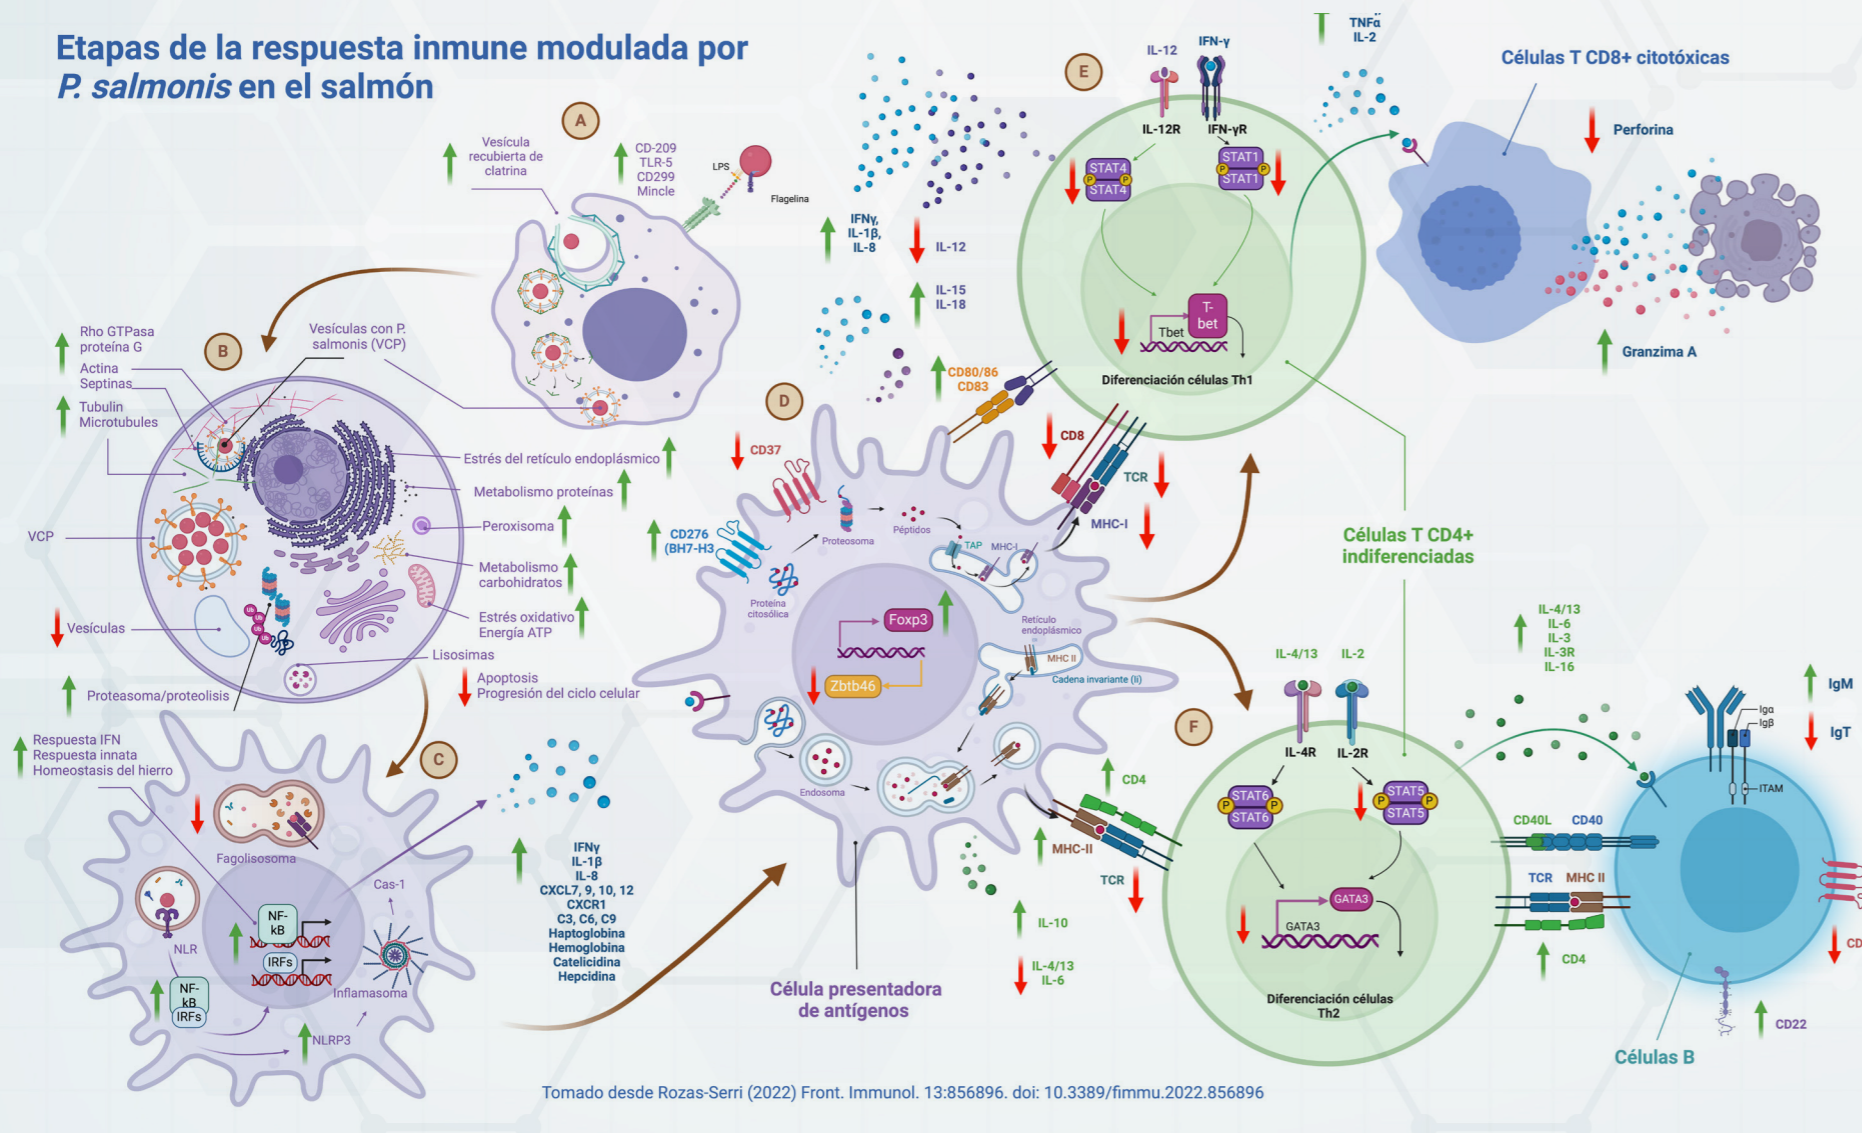 Etapas de la respuesta inmune modulada por
P. salmonis en el salmón
A
Vesícula
recubierta de
clatrina
CD-209
TLR-5
CD299
Mincle
LPS
Flagelina
B
Rho GTPasa
proteína G
Actina
Septinas
Tubulin
Microtubules
Vesículas con P.
salmonis (VCP)
VCP
Vesículas
Proteasoma/proteolisis
Ub
Ub
Ub
Ub
Estrés del retículo endoplásmico
Metabolismo proteínas
Peroxisoma
Metabolismo
carbohidratos
Estrés oxidativo
Energía ATP
Lisosimas
Apoptosis
Progresión del ciclo celular
C
Respuesta IFN
Respuesta innata
Homeostasis del hierro
Fagolisosoma
NLR
NF-
kB
IRFs
NF-
kB
IRFs
Cas-1
Inflamasoma
NLRP3
IFNγ
IL-1β
IL-8
CXCL7, 9, 10, 12
CXCR1
C3, C6, C9
Haptoglobina
Hemoglobina
Catelicidina
Hepcidina
D
IFNγ,
IL-1β,
IL-8
IL-12
IL-15
IL-18
CD80/86
CD83
CD37
CD276
(BH7-H3
CD8
TCR
MHC-I
Proteosoma
Péptidos
TAP
MHC-I
Proteína
citosólica
Foxp3
Zbtb46
Retículo
endoplásmico
MHC II
Cadena invariante (Ii)
Endosoma
CD4
MHC-II
TCR
IL-10
IL-4/13
IL-6
Célula presentadora
de antígenos
E
IL-12
IFN-γ
IL-12R
IFN-γR
STAT4
P
P
STAT4
STAT1
P
P
STAT1
T-
bet
Tbet
Diferenciación células Th1
TNFα
IL-2
Células T CD8+ citotóxicas
Perforina
Granzima A
Células T CD4+
indiferenciadas
F
IL-4/13
IL-2
IL-4R
IL-2R
STAT6
P
P
STAT6
STAT5
P
P
STAT5
GATA3
GATA3
Diferenciación células
Th2
IL-4/13
IL-6
IL-3
IL-3R
IL-16
IgM
IgT
Igα
Igβ
ITAM
CD40L
CD40
TCR
MHC II
CD4
CD
CD22
Células B
Tomado desde Rozas-Serri (2022) Front. Immunol. 13:856896. doi: 10.3389/fimmu.2022.856896